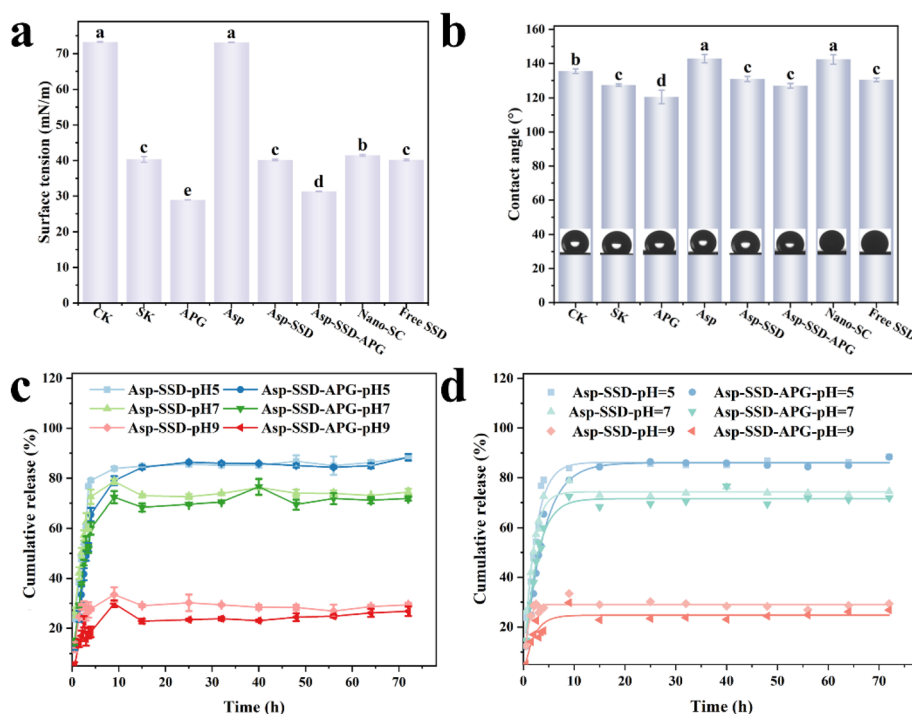 a
b
Surface tension (mN/m)
70
60
50
40
30
20
10
0
a
c
e
a
c
d
b
c
CK
SK
APG
Asp
Asp-SSD
Asp-SSD-APG
Nano-SC
Free SSD
Contact angle (°)
160
140
120
100
80
60
40
20
0
b
c
d
a
c
c
a
c
CK
SK
APG
Asp
Asp-SSD
Asp-SSD-APG
Nano-SC
Free SSD
c
Cumulative release (%)
120
100
80
60
40
20
Asp-SSD-pH5
Asp-SSD-APG-pH5
Asp-SSD-pH7
Asp-SSD-APG-pH7
Asp-SSD-pH9
Asp-SSD-APG-pH9
0 10 20 30 40 50 60 70
Time (h)
d
Cumulative release (%)
120
100
80
60
40
20
Asp-SSD-pH=5
Asp-SSD-APG-pH=5
Asp-SSD-pH=7
Asp-SSD-APG-pH=7
Asp-SSD-pH=9
Asp-SSD-APG-pH=9
0 10 20 30 40 50 60 70
Time (h)